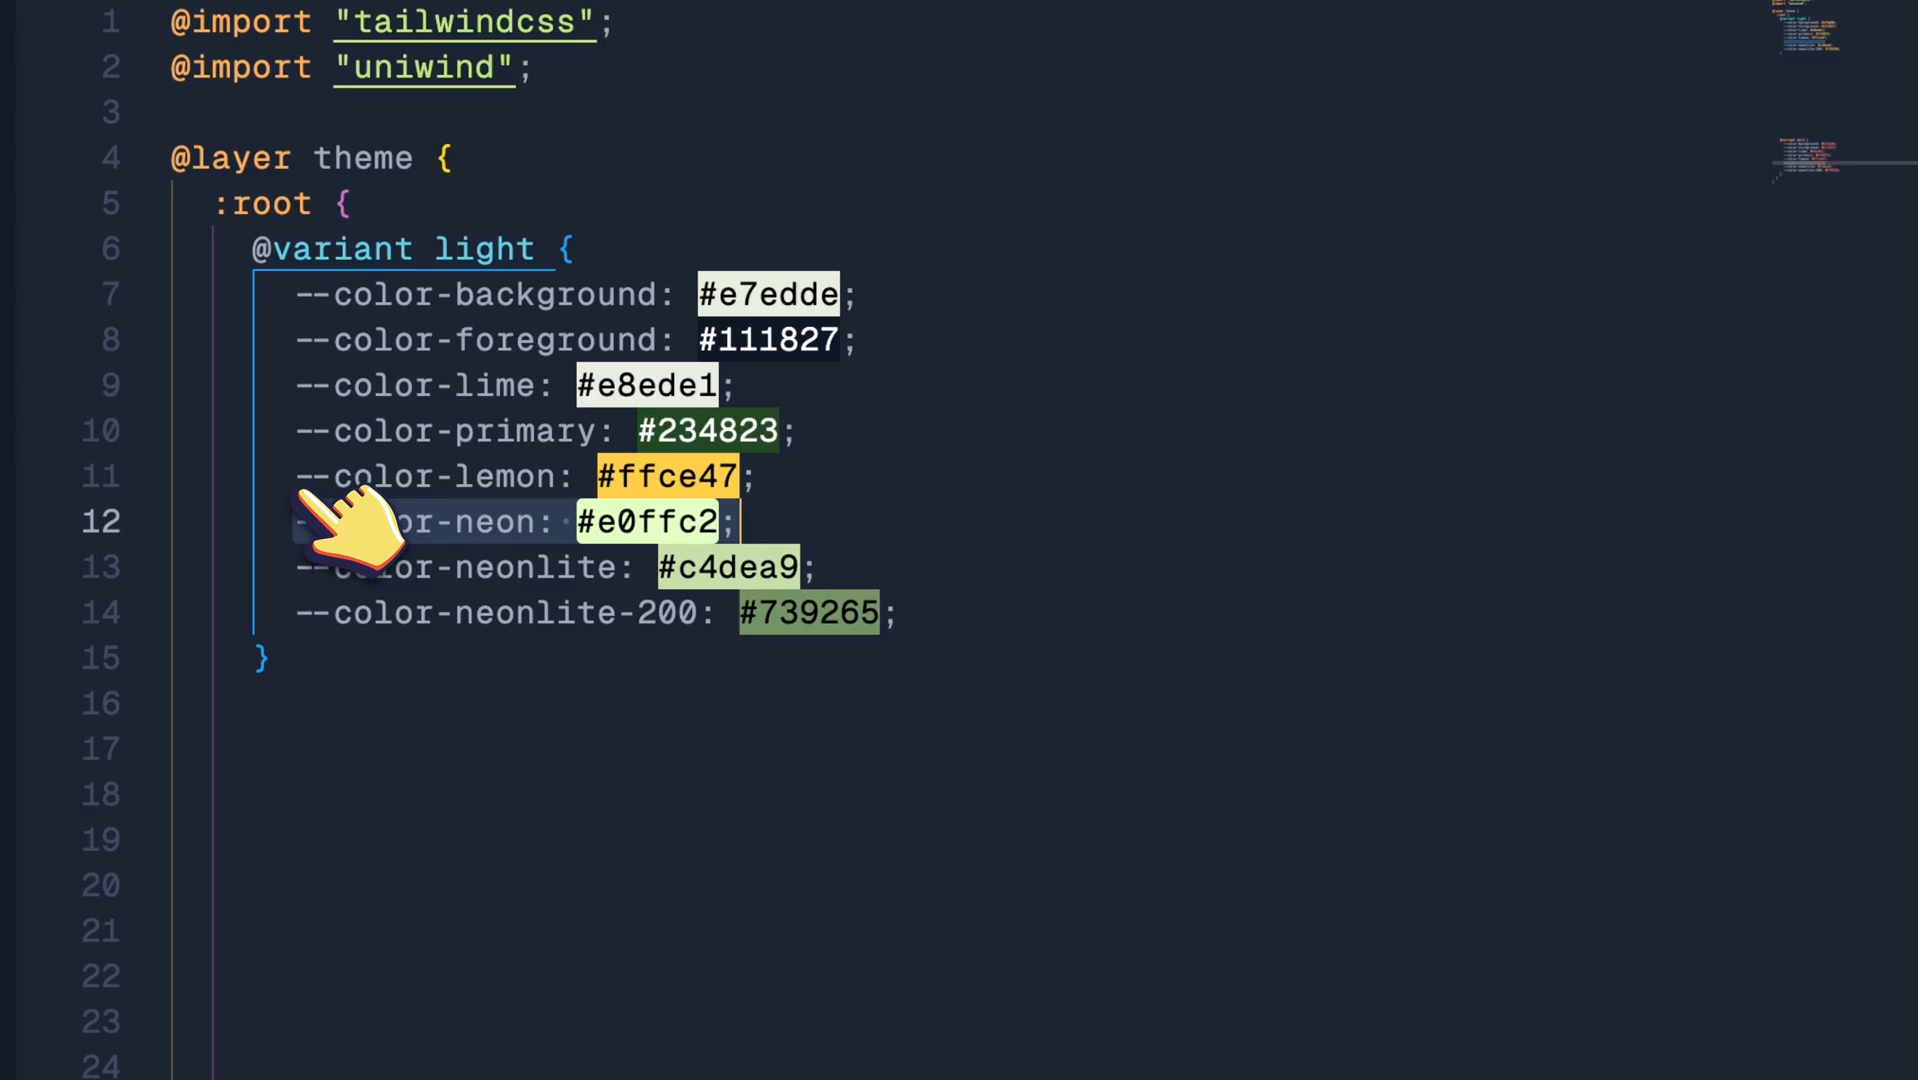 1 @import "tailwindcss";
2 @import "uniwind";
3
4 @layer theme {
5 :root {
6 @variant light {
7 --color-background: #e7edde;
8 --color-foreground: #111827;
9 --color-lime: #e8ede1;
10 --color-primary: #234823;
11 --color-lemon: #ffce47;
12 or-neon: #e0ffc2;
13 --color-neonlite: #c4dea9;
14 --color-neonlite-200: #739265;
15 }
16
17
18
19
20
21
22
23
24